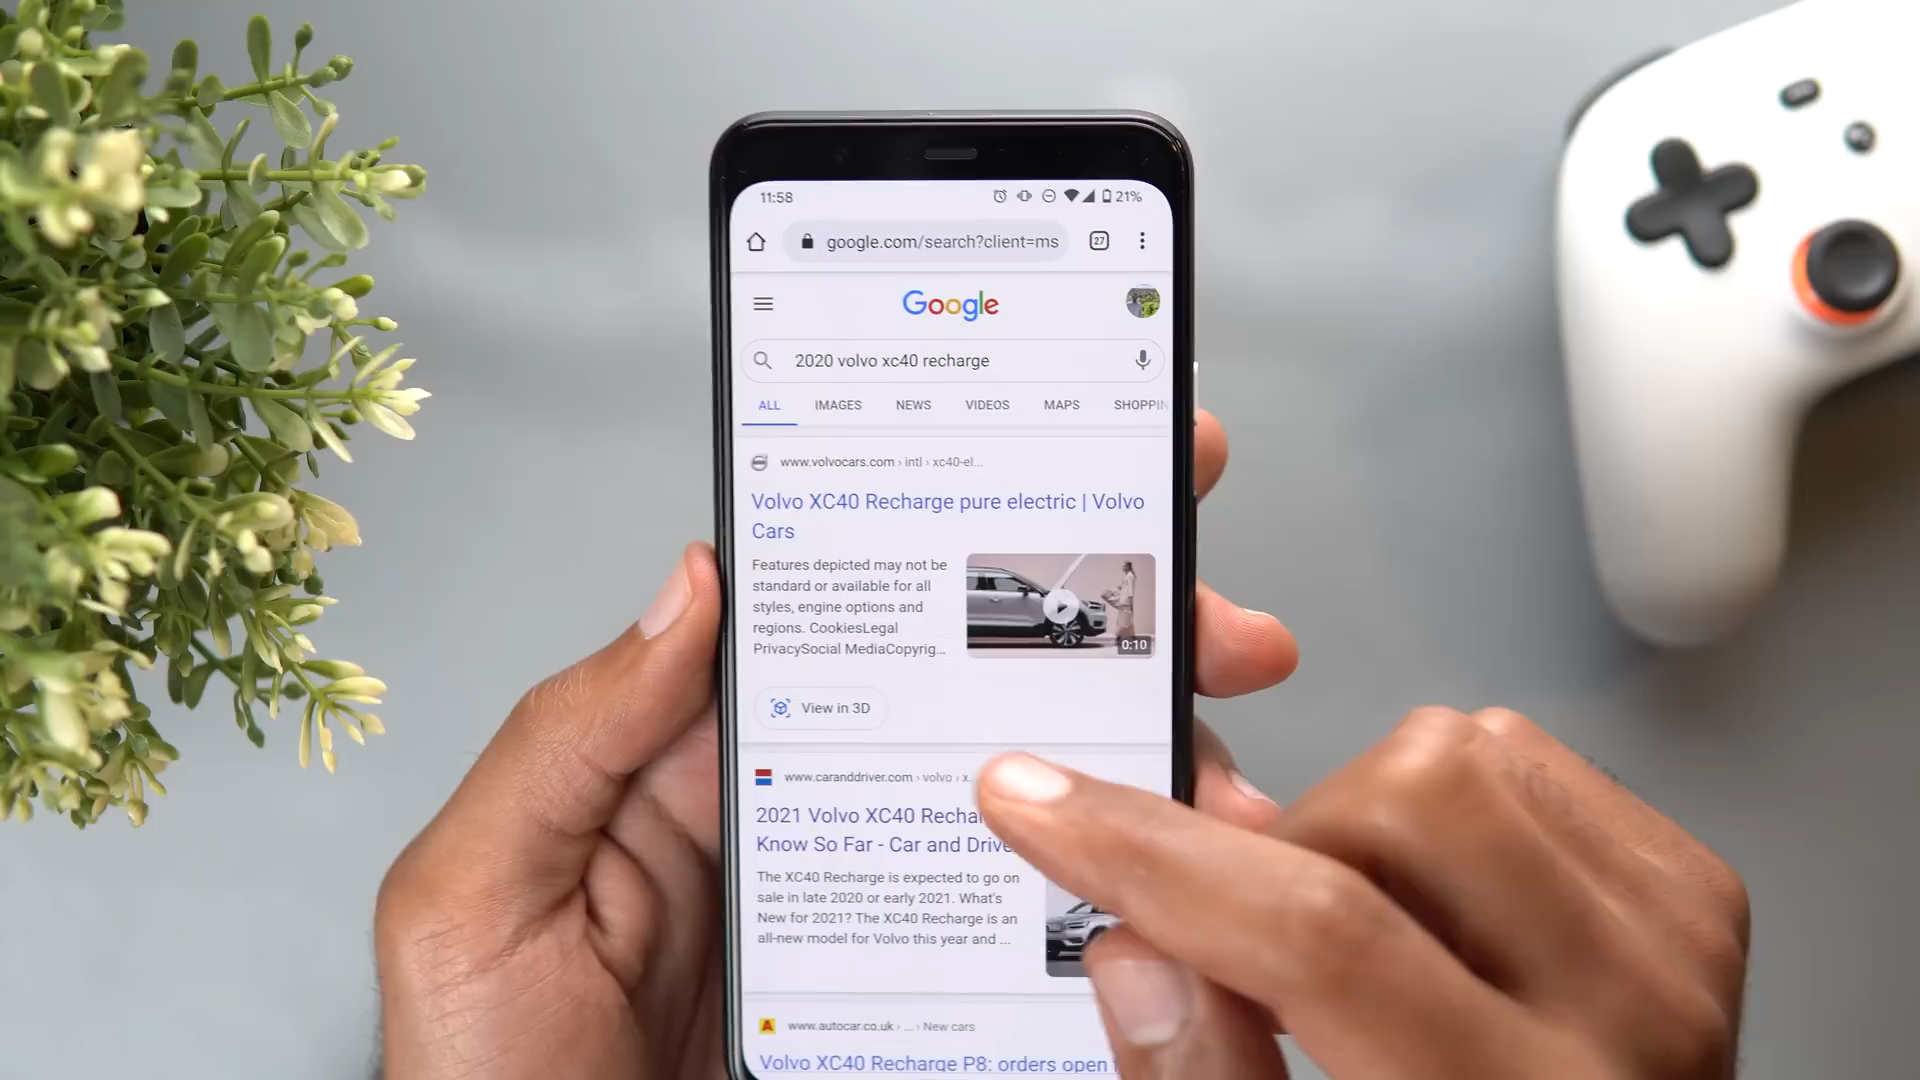 11:58
21%
google.com/search?client=ms
27
Google
2020 volvo xc40 recharge
ALL IMAGES NEWS VIDEOS MAPS SHOPPIN
www.volvocars.com › intl › xc40-el...
Volvo XC40 Recharge pure electric | Volvo
Cars
Features depicted may not be
standard or available for all
styles, engine options and
regions. CookiesLegal
PrivacySocial MediaCopyrig...
0:10
View in 3D
www.caranddriver.com › volvo › x...
2021 Volvo XC40 Rechar
Know So Far - Car and Drive
The XC40 Recharge is expected to go on
sale in late 2020 or early 2021. What's
New for 2021? The XC40 Recharge is an
all-new model for Volvo this year and ...
A
www.autocar.co.uk › ... › New cars
Volvo XC40 Recharge P8: orders open